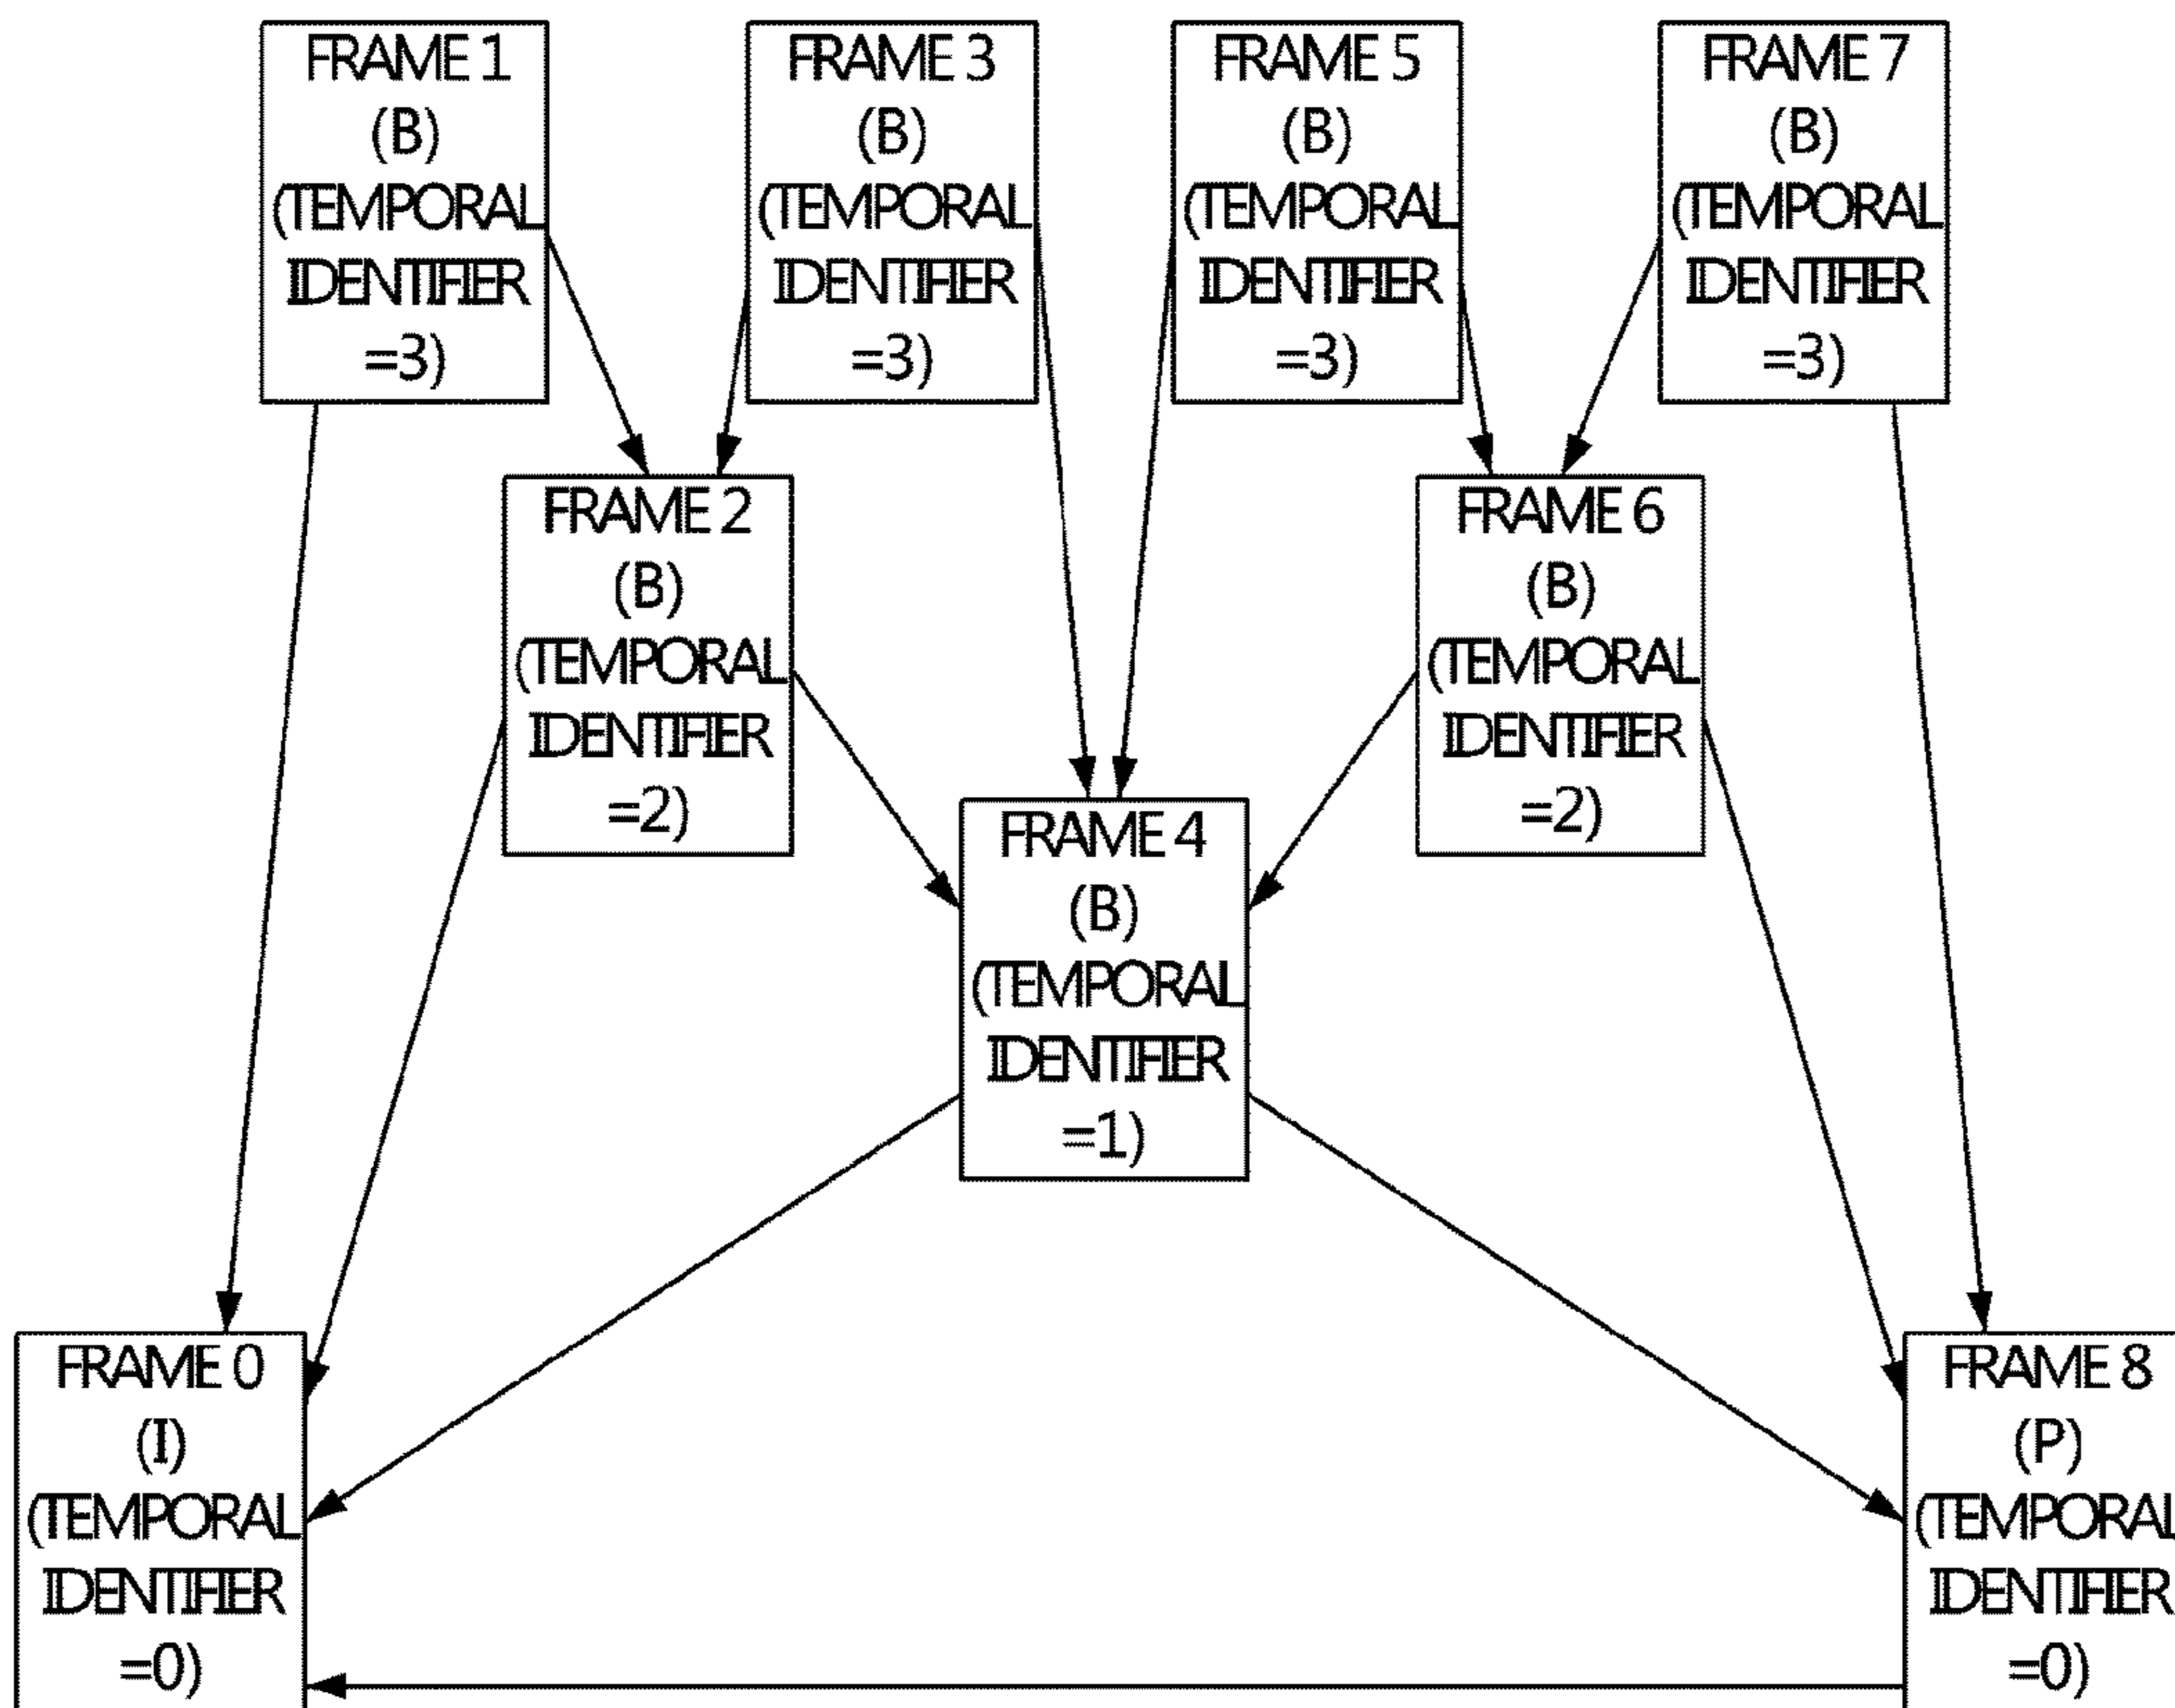 FRAME 1
(B)
(TEMPORAL
IDENTIFIER
=3)
FRAME 3
(B)
(TEMPORAL
IDENTIFIER
=3)
FRAME 5
(B)
(TEMPORAL
IDENTIFIER
=3)
FRAME 7
(B)
(TEMPORAL
IDENTIFIER
=3)
FRAME 2
(B)
(TEMPORAL
IDENTIFIER
=2)
FRAME 6
(B)
(TEMPORAL
IDENTIFIER
=2)
FRAME 4
(B)
(TEMPORAL
IDENTIFIER
=1)
FRAME 0
(I)
(TEMPORAL
IDENTIFIER
=0)
FRAME 8
(P)
(TEMPORAL
IDENTIFIER
=0)